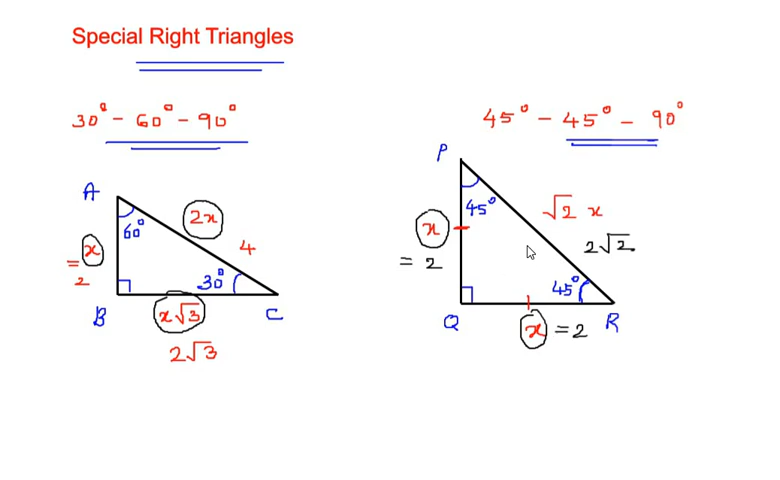 Special Right Triangles
30° - 60° - 90°
45° - 45° - 90°
A
60°
2x
4
x
= 2
30°
B
x√3
C
2√3
P
45°
√2 x
2√2
x
= 2
45°
Q
x = 2
R